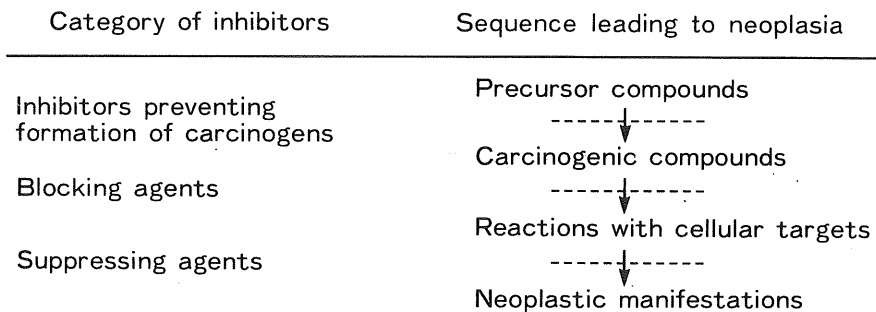 Category of inhibitors
Sequence leading to neoplasia
Inhibitors preventing
formation of carcinogens
Blocking agents
Suppressing agents
Precursor compounds
Carcinogenic compounds
Reactions with cellular targets
Neoplastic manifestations